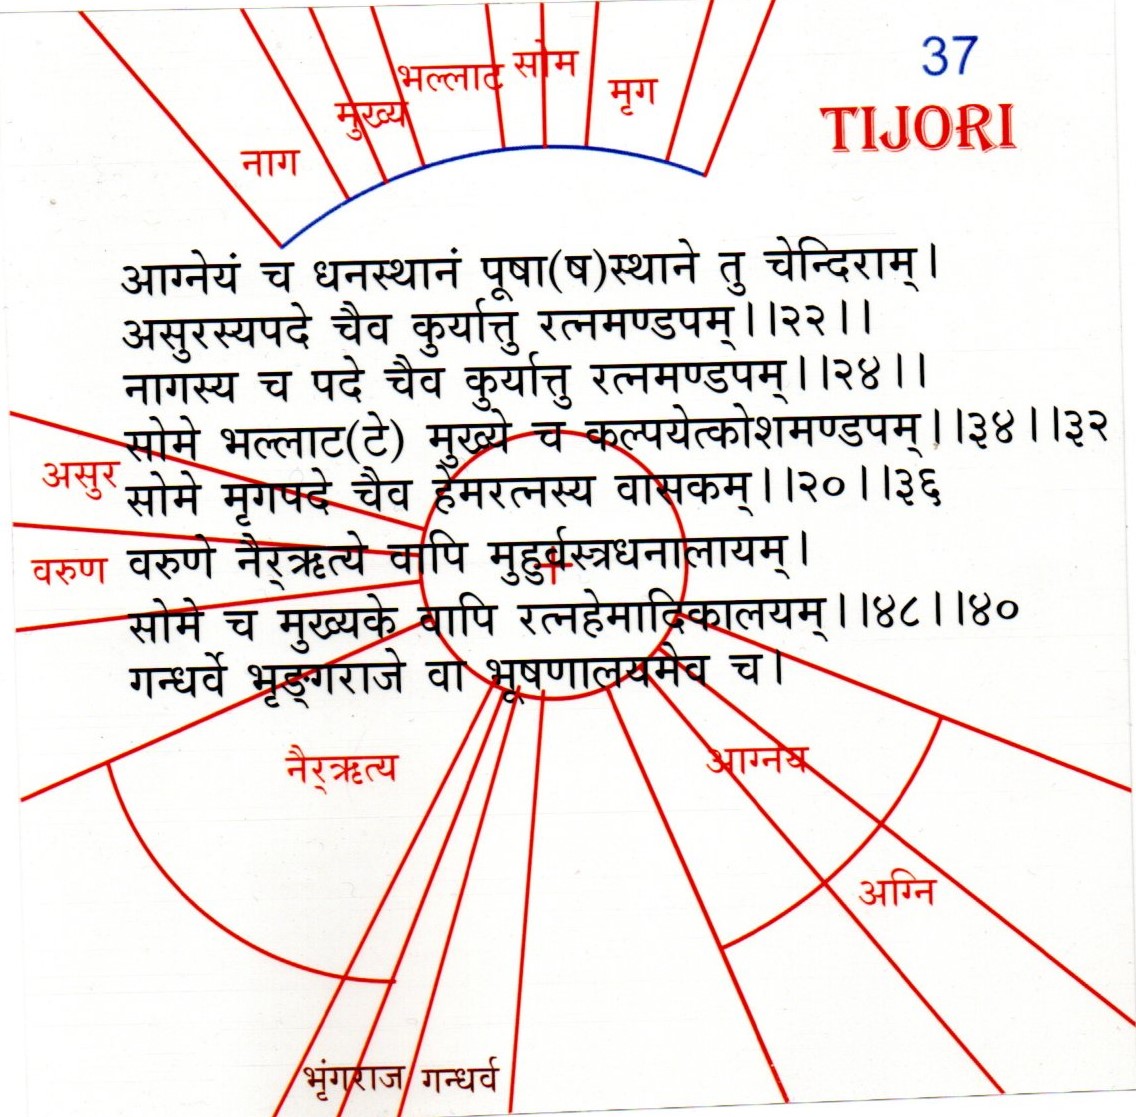 37
TIJORI
भल्लाट सोम मृग
मुख्य
नाग
आग्नेयं च धनस्थानं पूषा(ष)स्थाने तु चेन्दिराम्।
असुरस्यपदे चैव कुर्यात्तु रत्नमण्डपम्।।२२।।
नागस्य च पदे चैव कुर्यात्तु रत्नमण्डपम्।।२४।।
सोमे भल्लाट(टे) मुख्ये च कल्पयेत्कोशमण्डपम्।।३४।।३२
असुर
सोमे मृगपदे चैव हेमरत्नस्य वासकम्।।२०।।३६
वरुण
वरुणे नैर्ऋत्ये वापि मुहुर्वस्त्रधनालायम्।
सोमे च मुख्यके वापि रत्नहेमादिकालयम्।।४८।।४०
गन्धर्वे भृङ्गराजे वा भूषणालयमैव च।
नैर्ऋत्य
आग्नेय
अग्नि
भृंगराज गन्धर्व